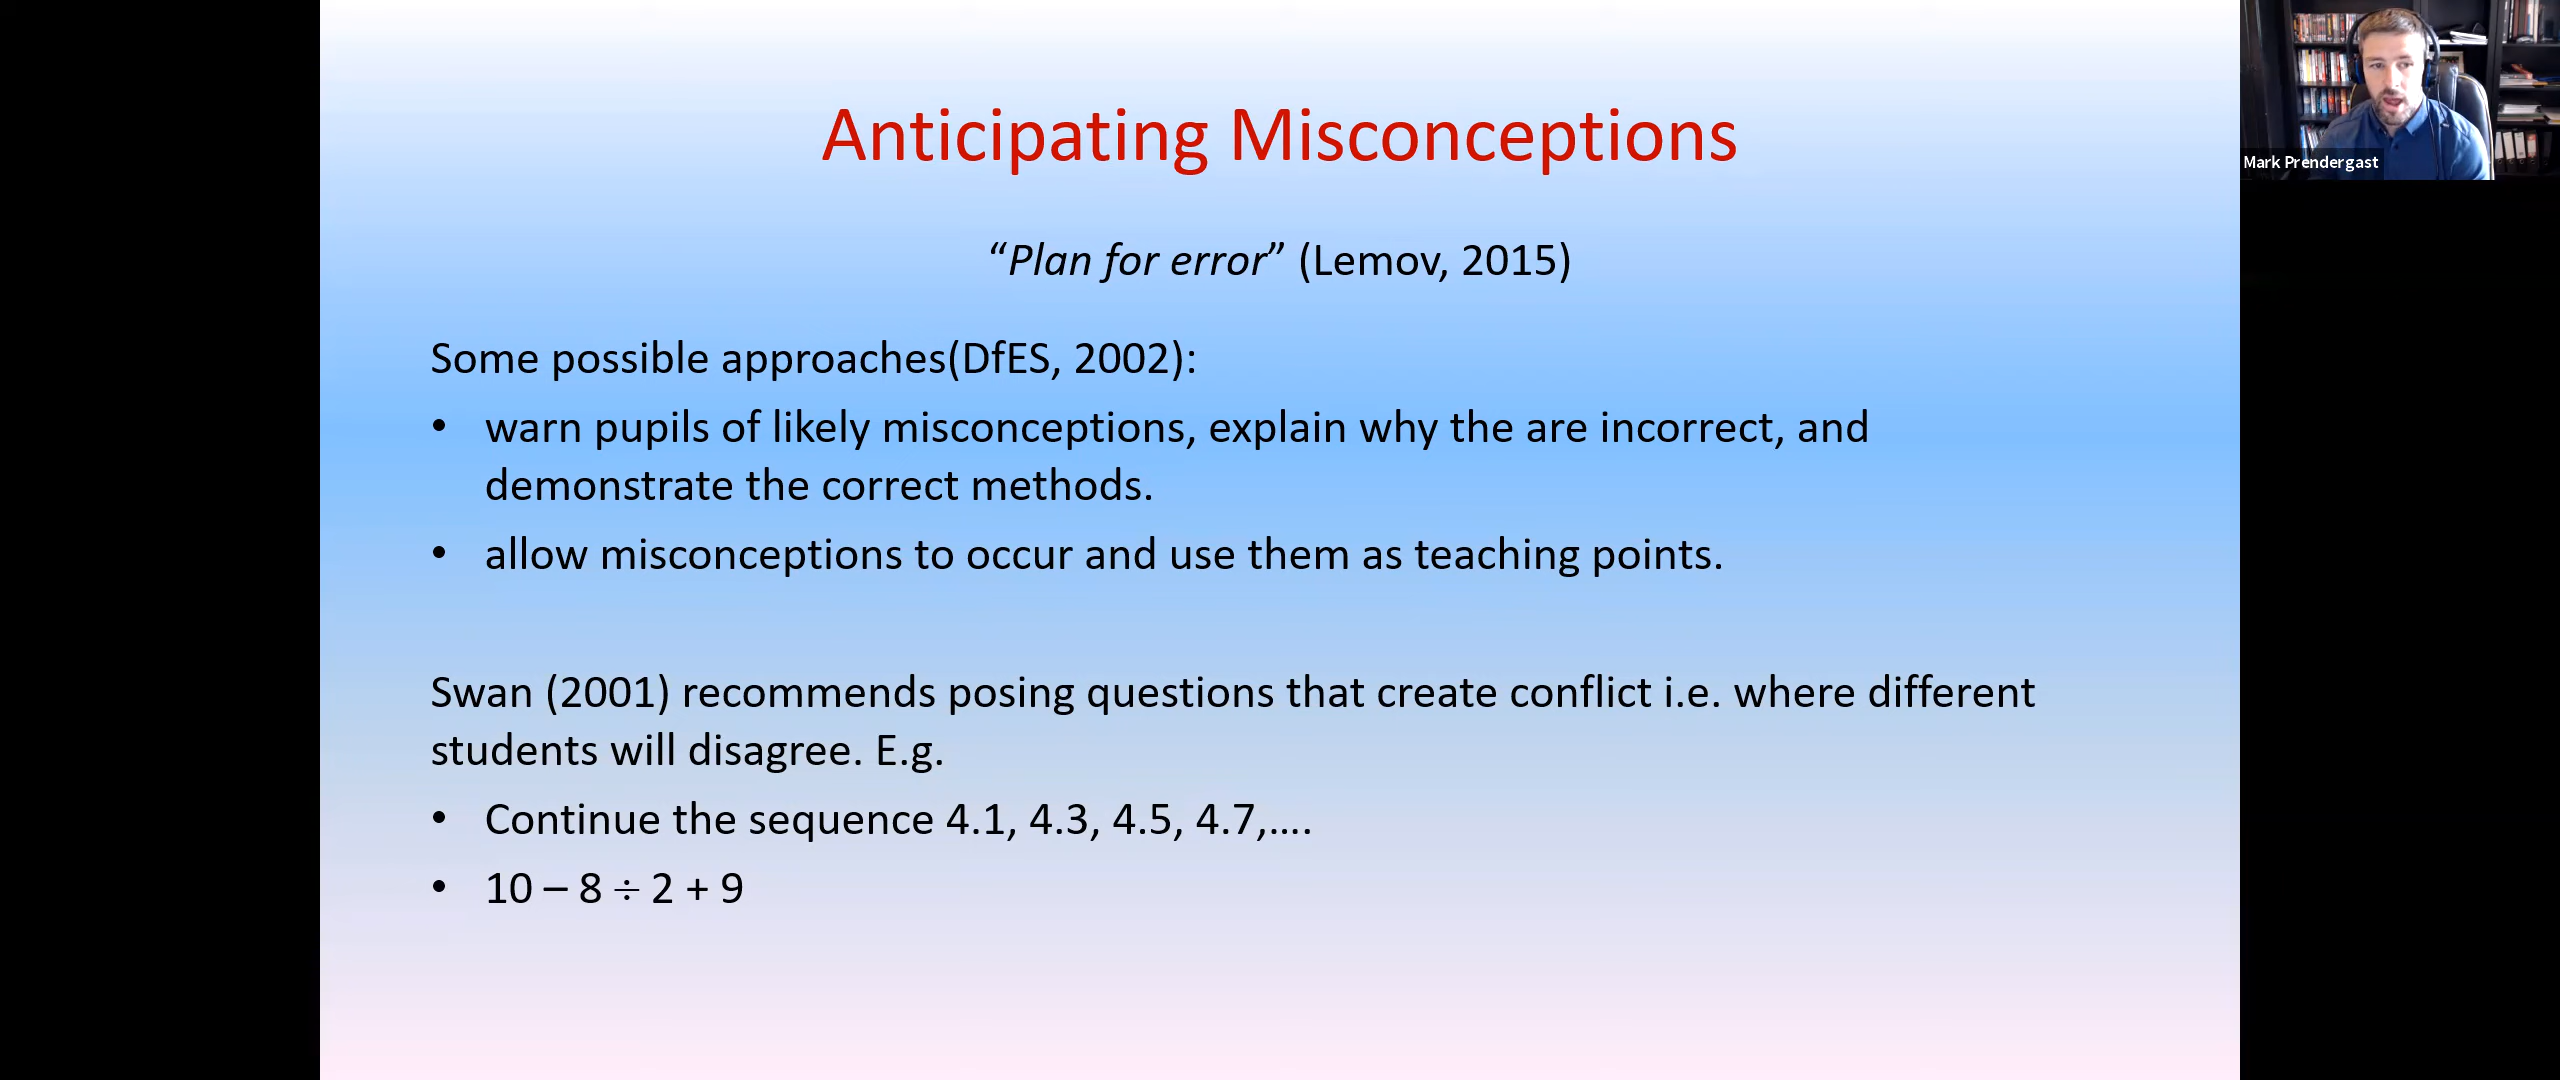 Anticipating Misconceptions
“Plan for error” (Lemov, 2015)
Some possible approaches(DfES, 2002):
• warn pupils of likely misconceptions, explain why the are incorrect, and
demonstrate the correct methods.
• allow misconceptions to occur and use them as teaching points.
Swan (2001) recommends posing questions that create conflict i.e. where different
students will disagree. E.g.
• Continue the sequence 4.1, 4.3, 4.5, 4.7,….
• 10 – 8 ÷ 2 + 9
Mark Prendergast